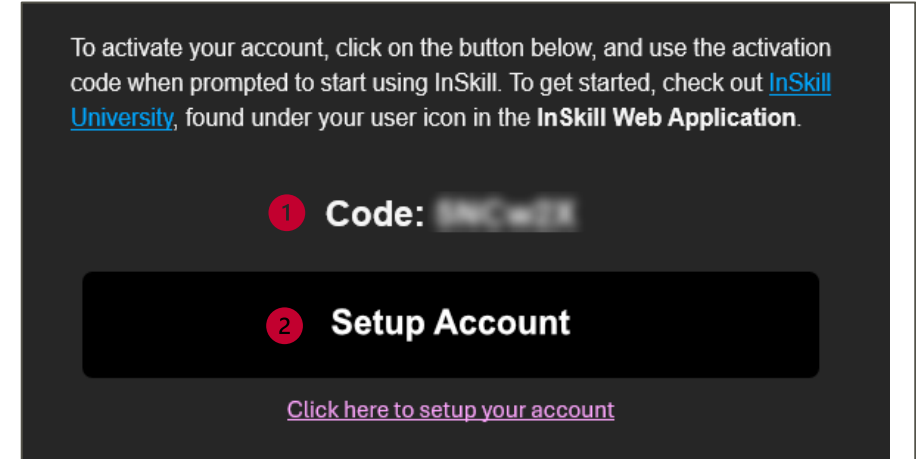 To activate your account, click on the button below, and use the activation
code when prompted to start using InSkill. To get started, check out InSkill
University, found under your user icon in the InSkill Web Application.
1 Code:
2 Setup Account
Click here to setup your account